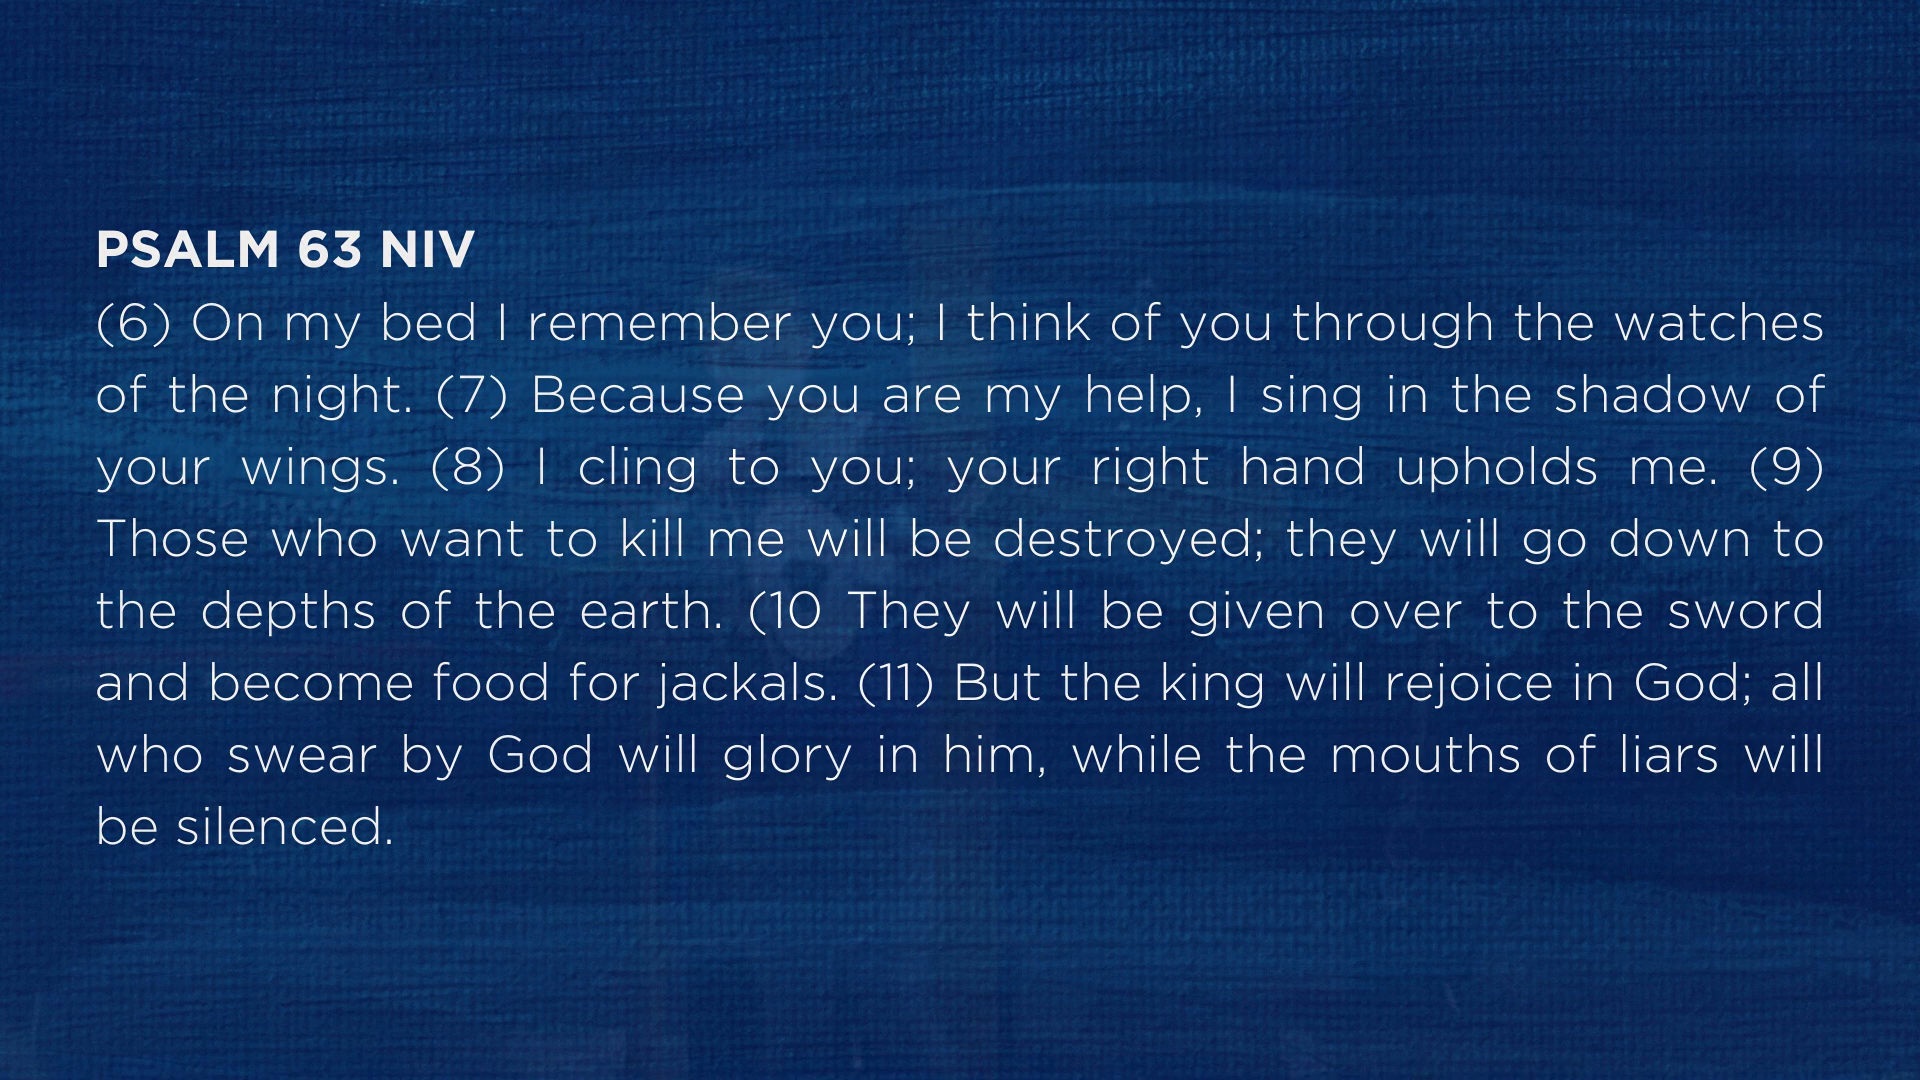 PSALM 63 NIV
(6) On my bed I remember you; I think of you through the watches
of the night. (7) Because you are my help, I sing in the shadow of
your wings. (8) I cling to you; your right hand upholds me. (9)
Those who want to kill me will be destroyed; they will go down to
the depths of the earth. (10 They will be given over to the sword
and become food for jackals. (11) But the king will rejoice in God; all
who swear by God will glory in him, while the mouths of liars will
be silenced.